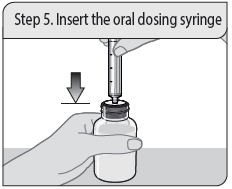 Step 5. Insert the oral dosing syringe